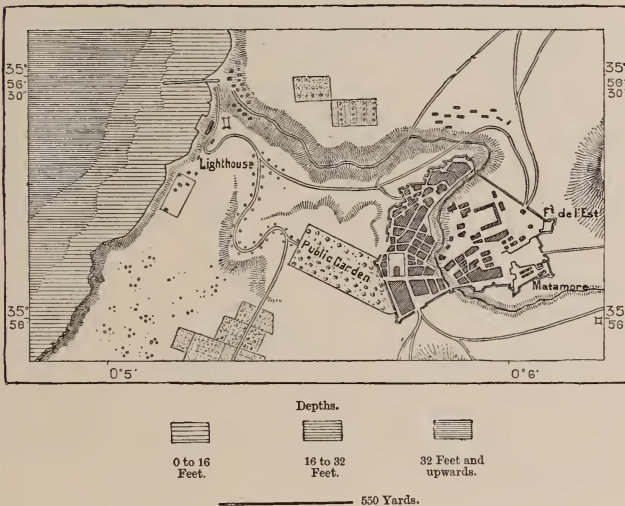 35°
56'
30"
35°
56'
30"
Lighthouse
Public Garden
Ft de l'Est
Matamore
35°
56'
35°
56'
0°5'
0°6'
Depths.
0 to 16
Feet.
16 to 32
Feet.
32 Feet and
upwards.
550 Yards.